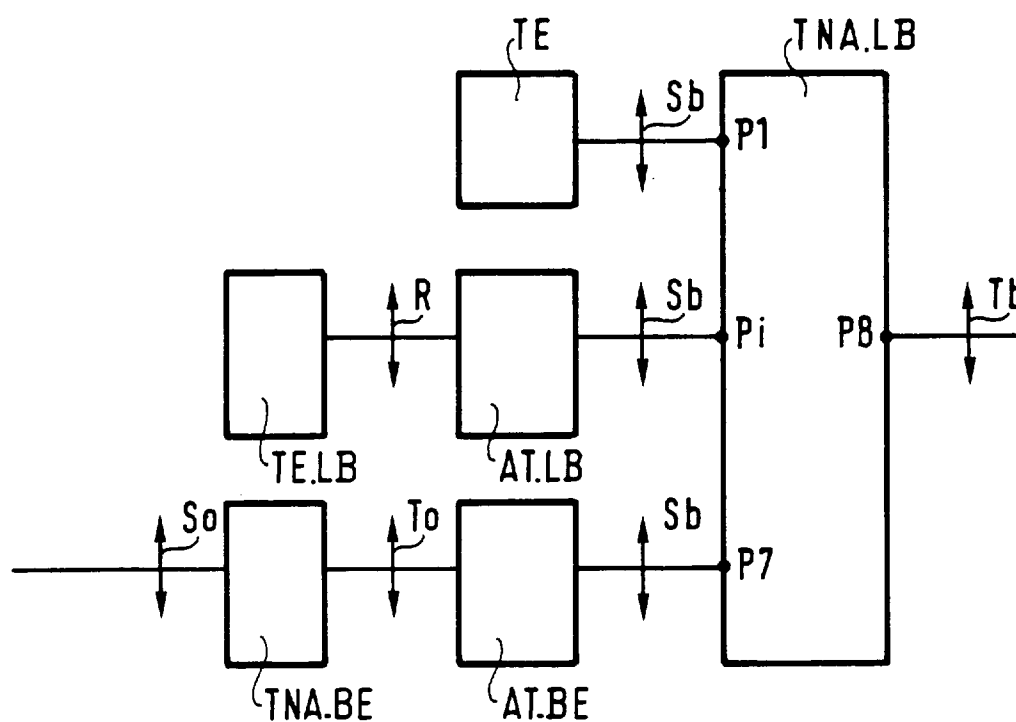 TE
TNA.LB
Sb
P1
R
Sb
Pi
P8
Tb
TE.LB
AT.LB
So
To
Sb
P7
TNA.BE
AT.BE